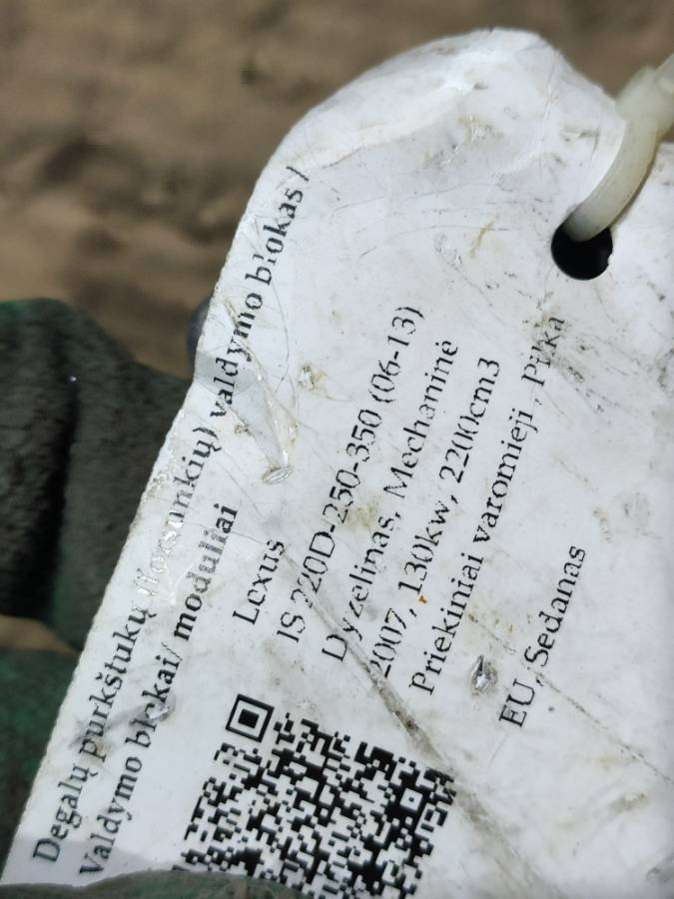 Degalų purkštukų (forsunkių) valdymo blokas /
Valdymo blokai/ moduliai
Lexus
IS 220D-250-350 (06-13)
Dyzelinas, Mechaninė
2007, 130kw, 2200cm3
Priekiniai varomieji , Pilka
EU, Sedanas